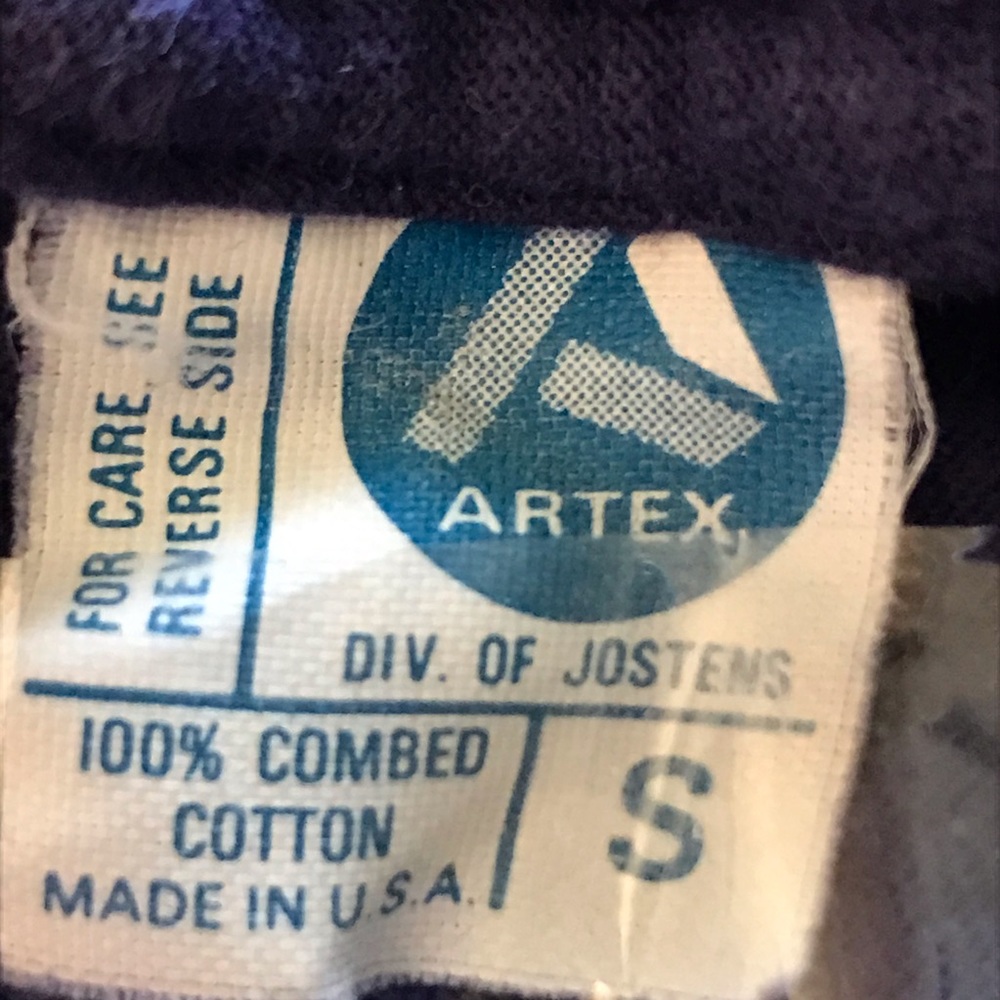 FOR CARE SEE
REVERSE SIDE
ARTEX
DIV. OF JOSTENS
100% COMBED
COTTON
MADE IN U.S.A.
S